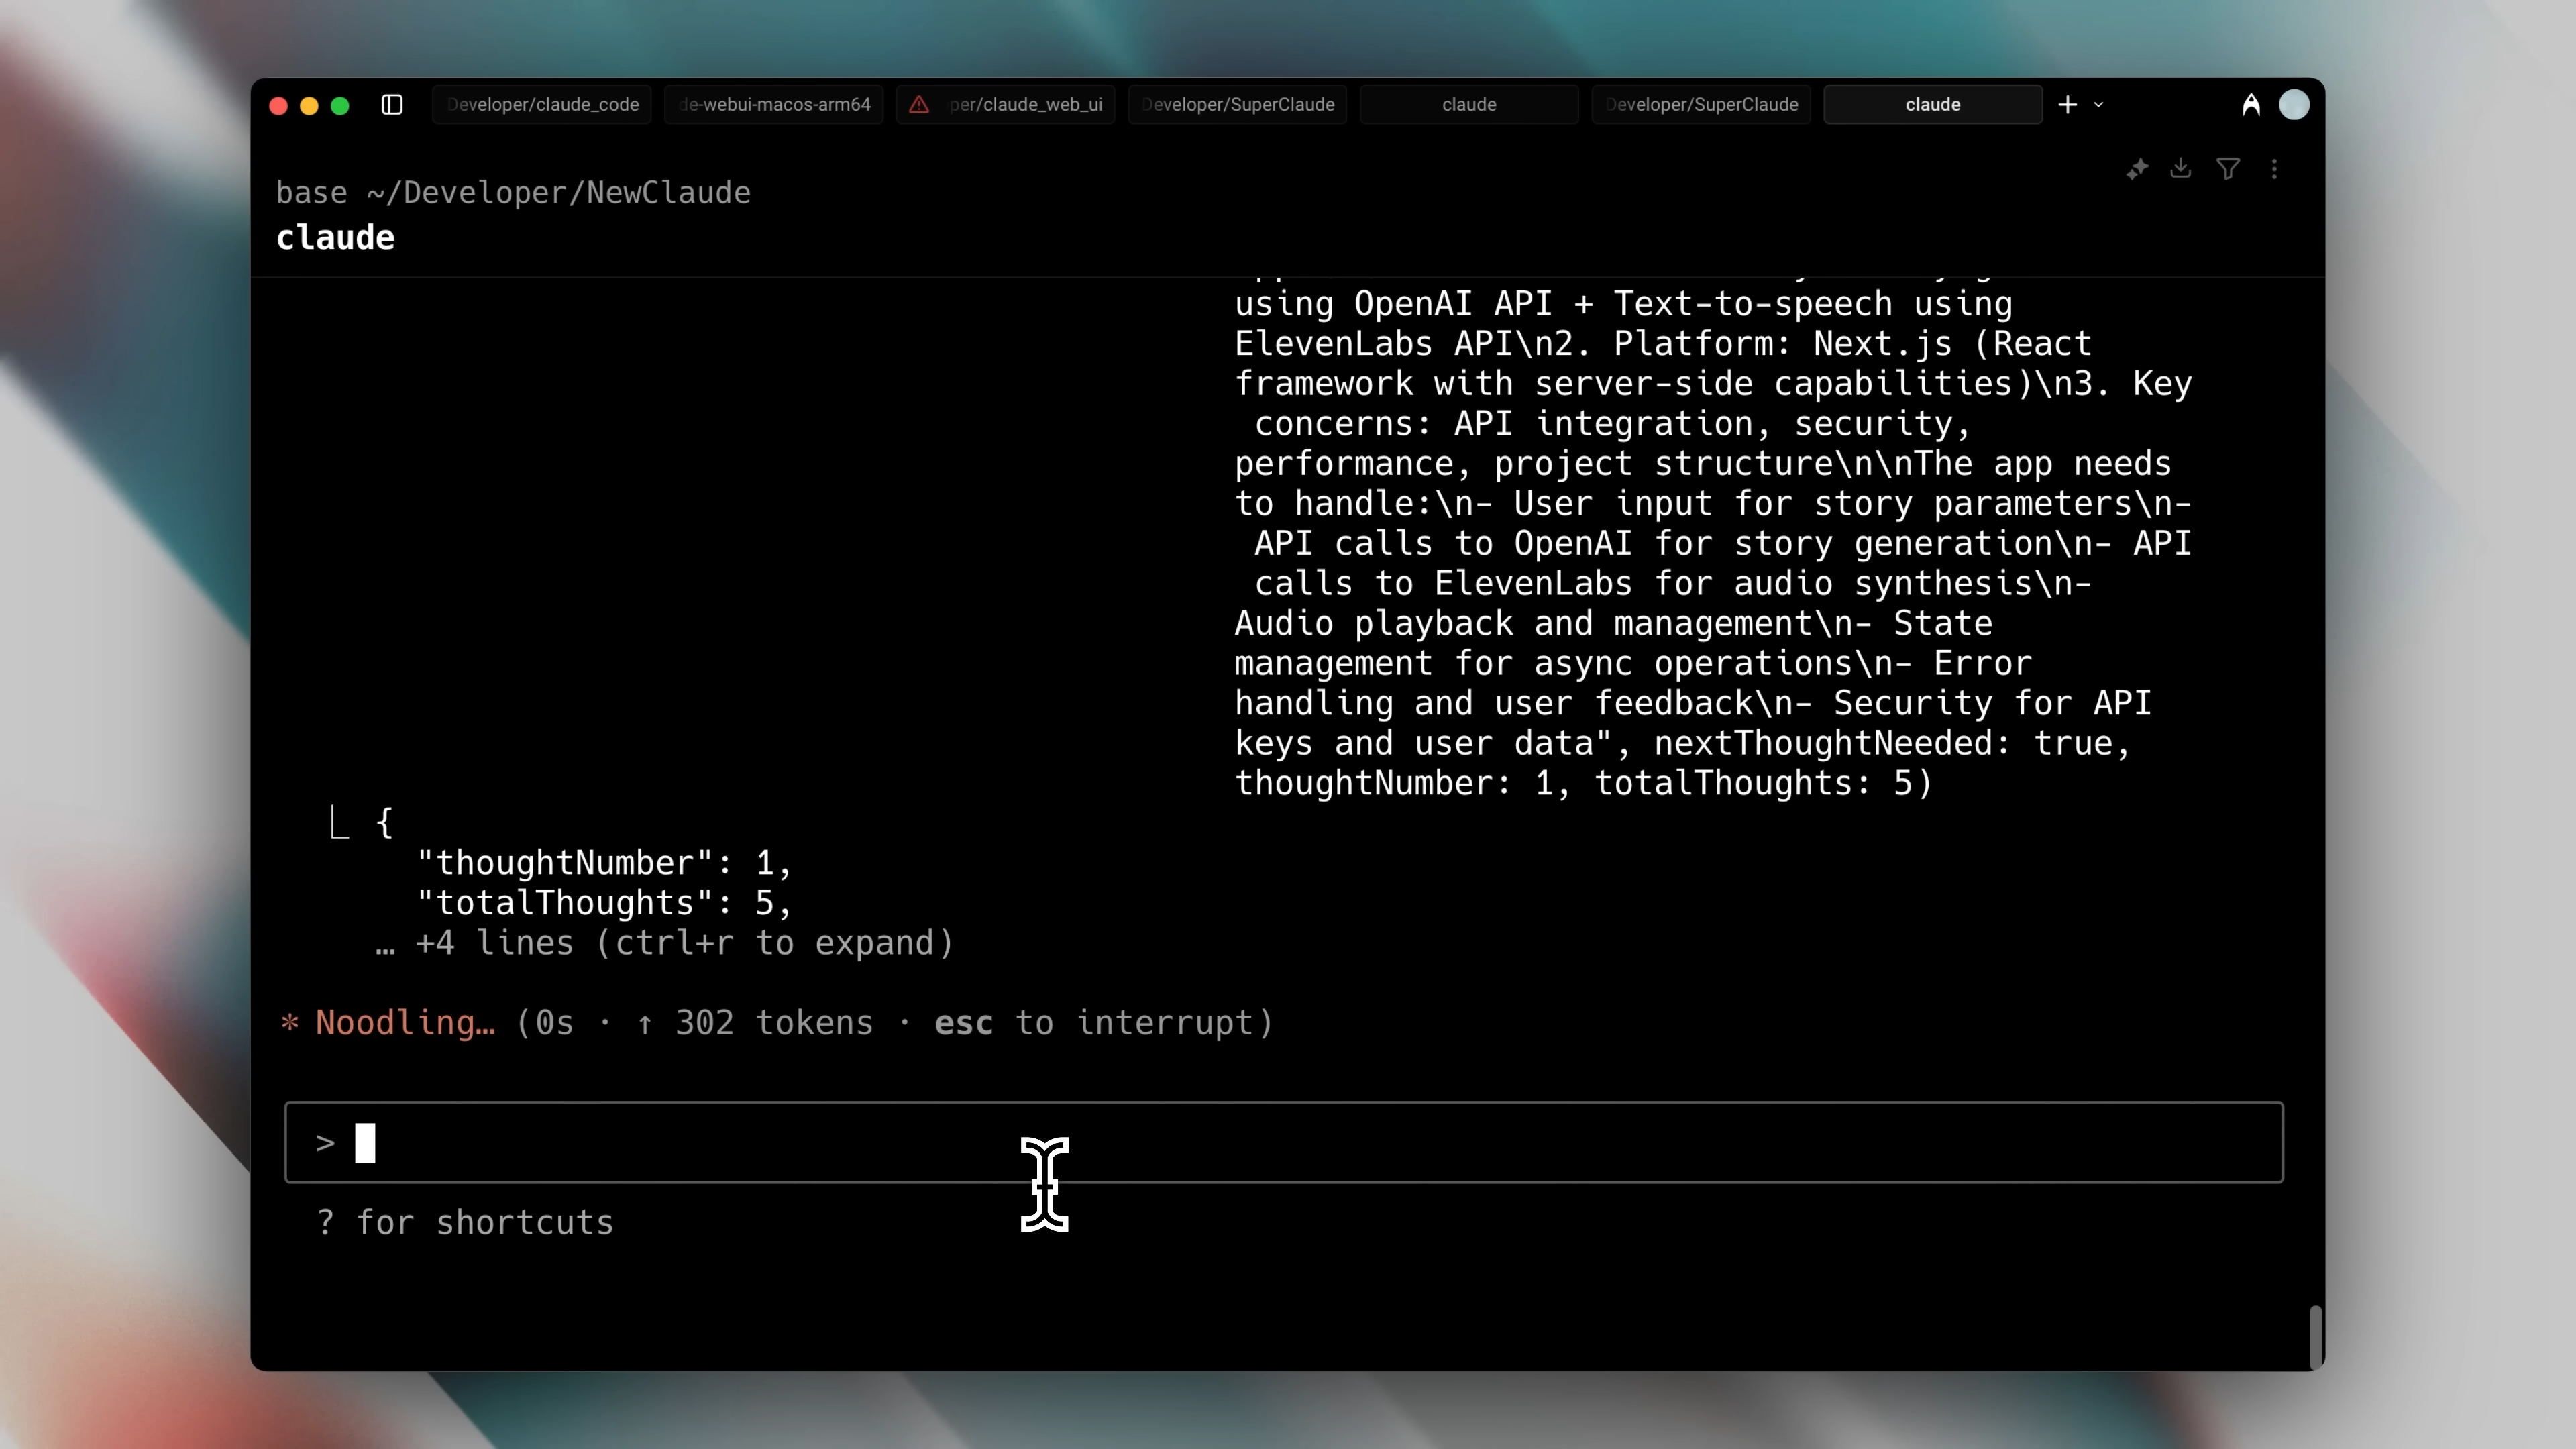 Developer/claude_code
de-webui-macos-arm64
per/claude_web_ui
Developer/SuperClaude
claude
Developer/SuperClaude
claude
base ~/Developer/NewClaude
claude
using OpenAI API + Text-to-speech using
ElevenLabs API\n2. Platform: Next.js (React
framework with server-side capabilities)\n3. Key
concerns: API integration, security,
performance, project structure\n\nThe app needs
to handle:\n- User input for story parameters\n-
API calls to OpenAI for story generation\n- API
calls to ElevenLabs for audio synthesis\n-
Audio playback and management\n- State
management for async operations\n- Error
handling and user feedback\n- Security for API
keys and user data", nextThoughtNeeded: true,
thoughtNumber: 1, totalThoughts: 5)
⎿ {
"thoughtNumber": 1,
"totalThoughts": 5,
… +4 lines (ctrl+r to expand)
* Noodling… (0s · ↑ 302 tokens · esc to interrupt)
>
? for shortcuts